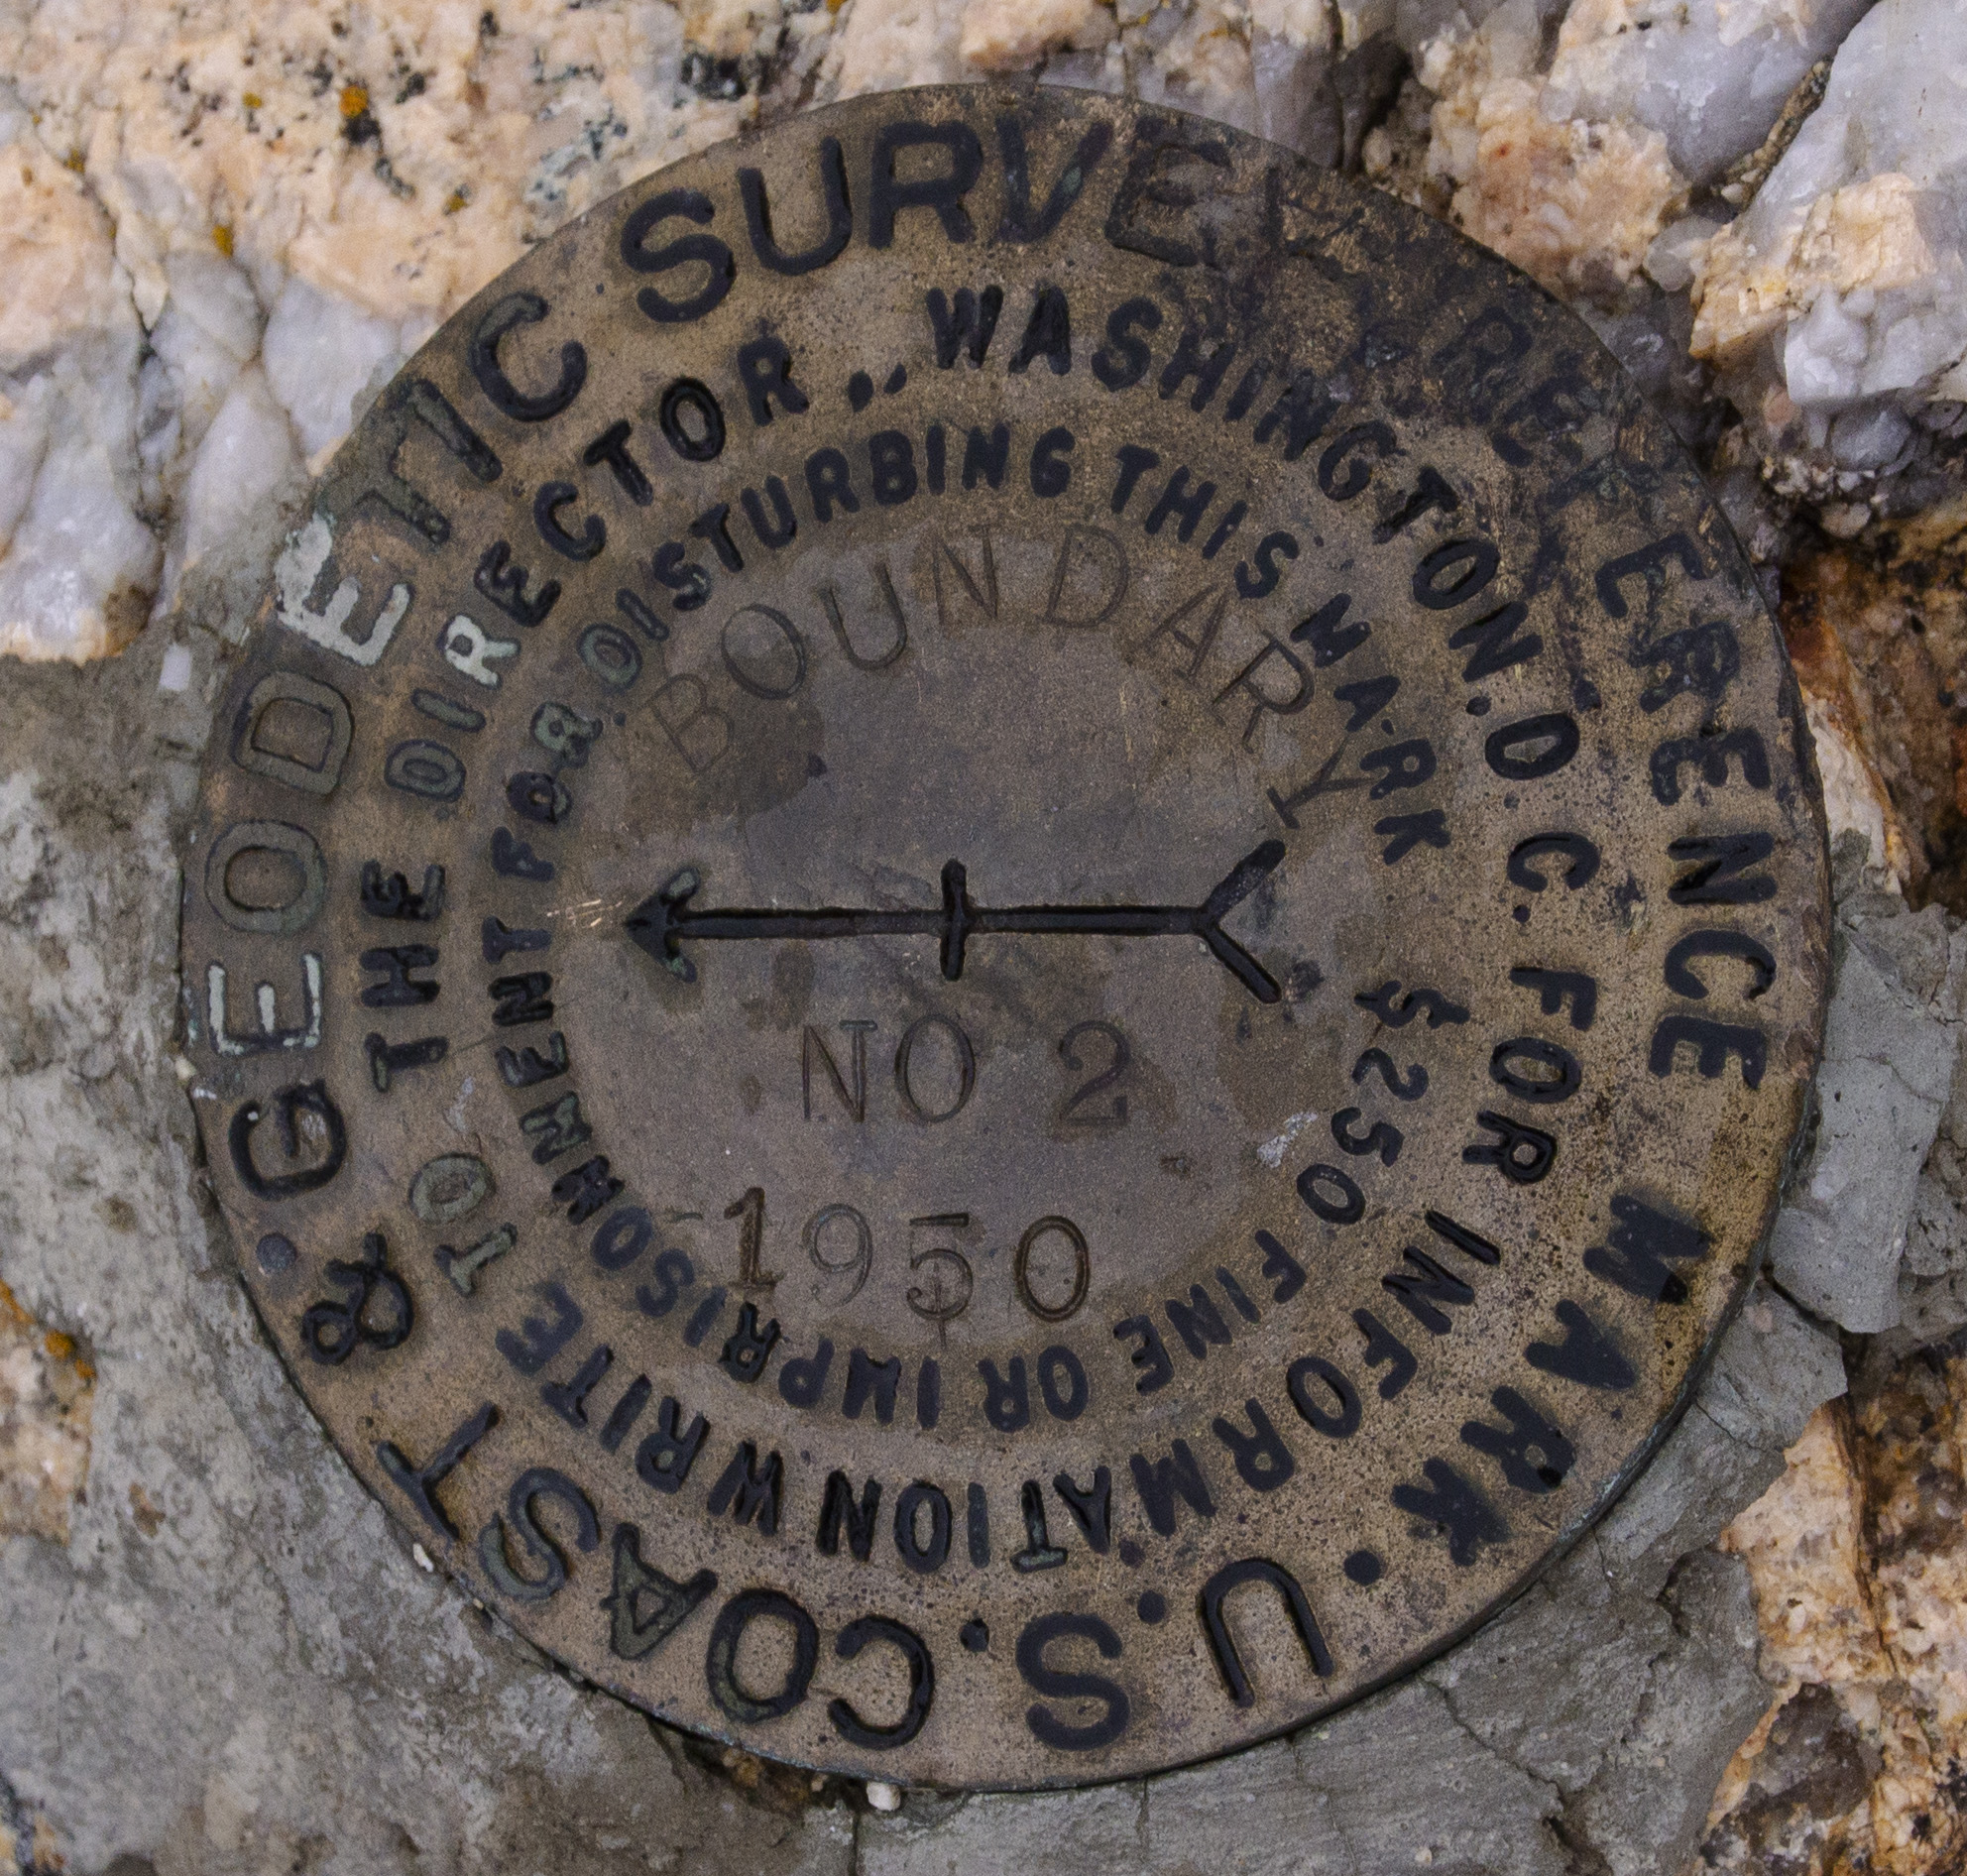 U.S. COAST & GEODETIC SURVEY REFERENCE MARK •
FOR INFORMATION WRITE TO THE DIRECTOR,, WASHINGTON. D.C.
$250 FINE OR IMPRISONMENT FOR DISTURBING THIS MARK
BOUNDARY
NO 2
1950